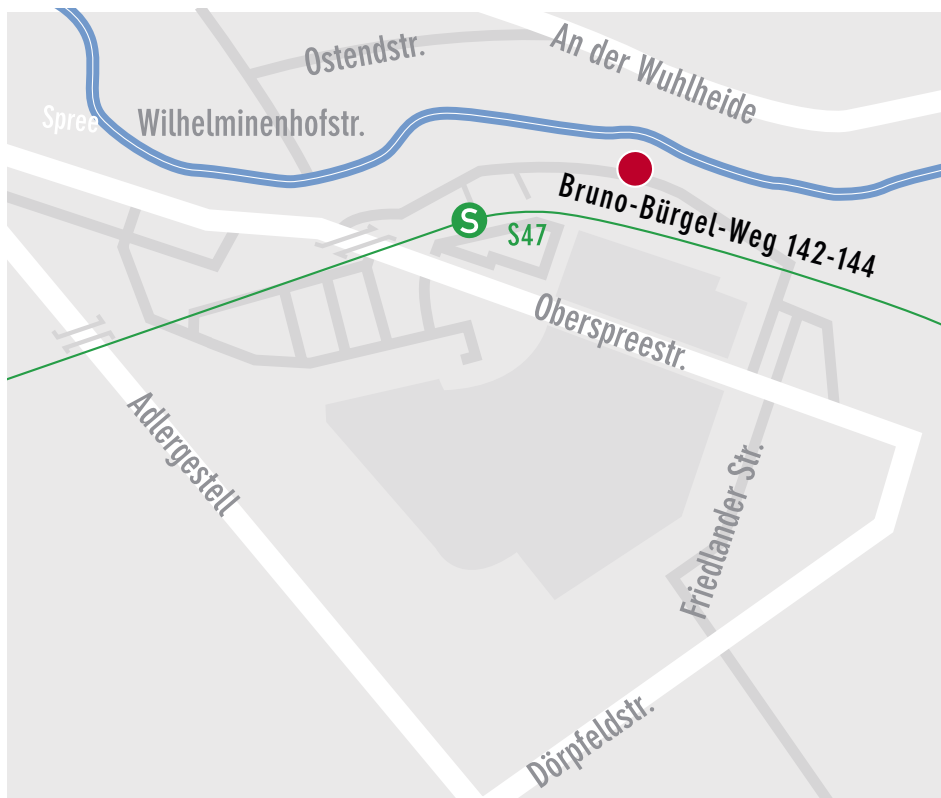 An der Wuhlheide
Ostendstr.
Spree
Wilhelminenhofstr.
Bruno-Bürgel-Weg 142-144
S
S47
Oberspreestr.
Adlergestell
Friedlander Str.
Dörpfeldstr.